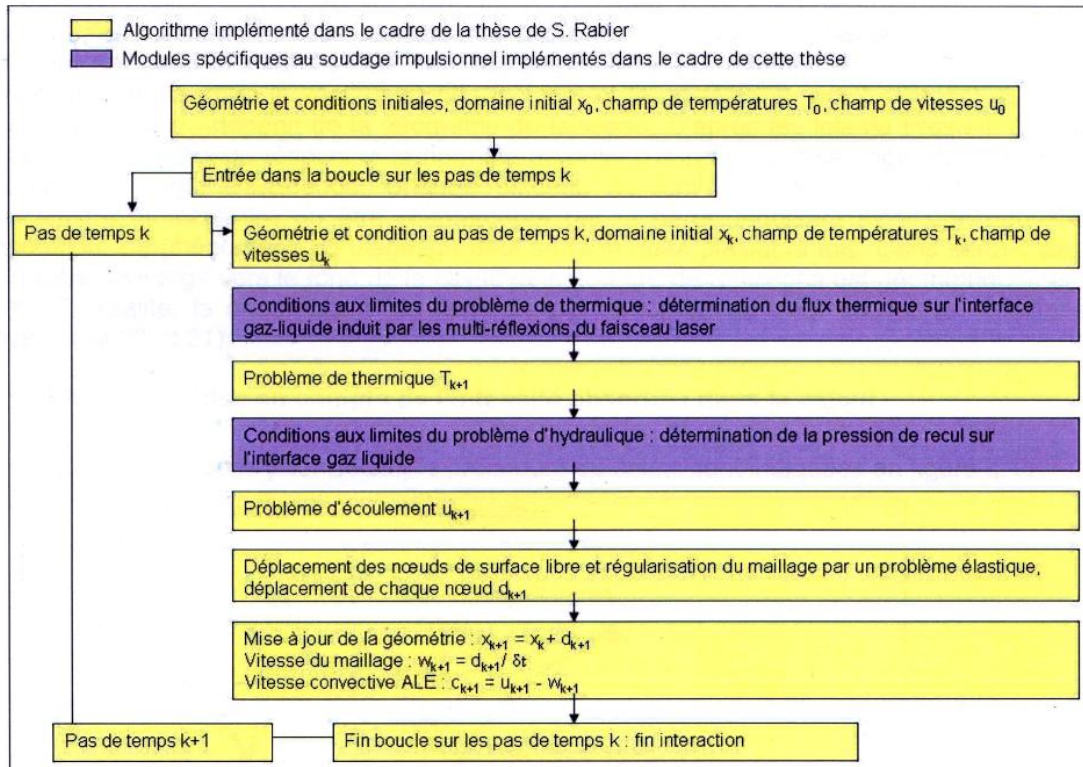 Algorithme implémenté dans le cadre de la thèse de S. Rabier
Modules spécifiques au soudage impulsionnel implémentés dans le cadre de cette thèse
Géométrie et conditions initiales, domaine initial x₀, champ de températures T₀, champ de vitesses u₀
Entrée dans la boucle sur les pas de temps k
Pas de temps k
Géométrie et condition au pas de temps k, domaine initial xₖ, champ de températures Tₖ, champ de
vitesses uₖ
Conditions aux limites du problème de thermique : détermination du flux thermique sur l'interface
gaz-liquide induit par les multi-réflexions du faisceau laser
Problème de thermique Tₖ₊₁
Conditions aux limites du problème d'hydraulique : détermination de la pression de recul sur
l'interface gaz liquide
Problème d'écoulement uₖ₊₁
Déplacement des nœuds de surface libre et régularisation du maillage par un problème élastique,
déplacement de chaque nœud dₖ₊₁
Mise à jour de la géométrie : xₖ₊₁ = xₖ + dₖ₊₁
Vitesse du maillage : wₖ₊₁ = dₖ₊₁/ δt
Vitesse convective ALE : cₖ₊₁ = uₖ₊₁ - wₖ₊₁
Pas de temps k+1
Fin boucle sur les pas de temps k : fin interaction